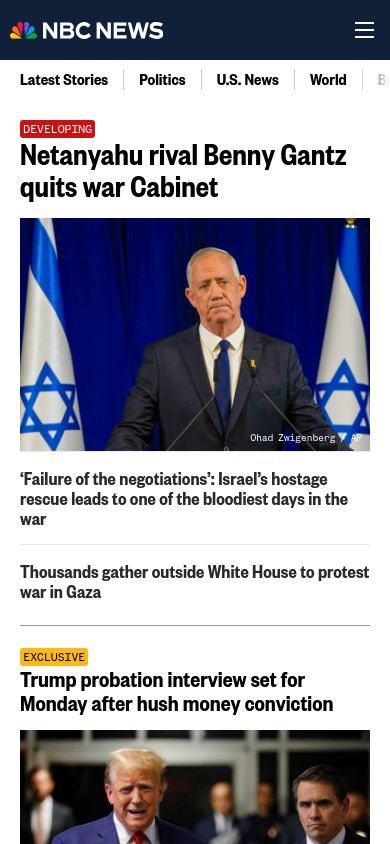 NBC NEWS
Latest Stories
Politics
U.S. News
World
DEVELOPING
Netanyahu rival Benny Gantz
quits war Cabinet
Ohad Zwigenberg / AP
‘Failure of the negotiations’: Israel’s hostage
rescue leads to one of the bloodiest days in the
war
Thousands gather outside White House to protest
war in Gaza
EXCLUSIVE
Trump probation interview set for
Monday after hush money conviction